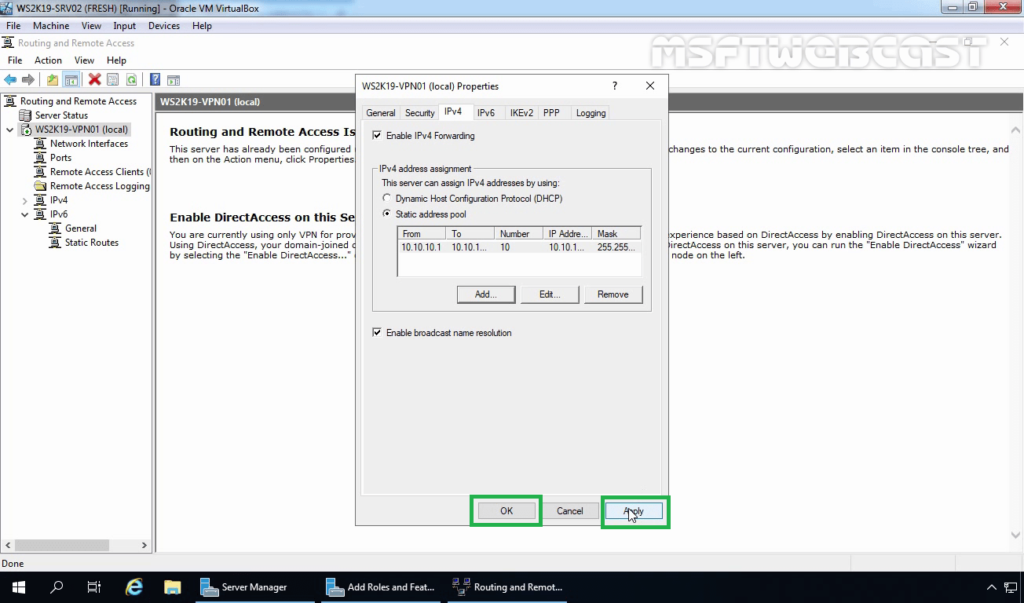 WS2K19-SRV02 (FRESH) [Running] - Oracle VM VirtualBox
File Machine View Input Devices Help
Routing and Remote Access
MSFTWEBCAST
File Action View Help
Routing and Remote Access
Server Status
WS2K19-VPN01 (local)
Network Interfaces
Ports
Remote Access Clients (
Remote Access Logging
IPv4
IPv6
General
Static Routes
WS2K19-VPN01 (local)
Routing and Remote Access Is
This server has already been configured
changes to the current configuration, select an item in the console tree, and
then on the Action menu, click Properties
Enable DirectAccess on this Se
You are currently using only VPN for prov
experience based on DirectAccess by enabling DirectAccess on this server.
Using DirectAccess, your domain-joined
DirectAccess on this server, you can run the "Enable DirectAccess" wizard
by selecting the "Enable DirectAccess..."
node on the left.
WS2K19-VPN01 (local) Properties
General Security IPv4 IPv6 IKEv2 PPP Logging
Enable IPv4 Forwarding
IPv4 address assignment
This server can assign IPv4 addresses by using:
Dynamic Host Configuration Protocol (DHCP)
Static address pool
From To Number IP Addre... Mask
10.10.10.1 10.10.1... 10 10.10.1... 255.255...
Add... Edit... Remove
Enable broadcast name resolution
OK Cancel Apply
Done
Server Manager Add Roles and Feat... Routing and Remot...